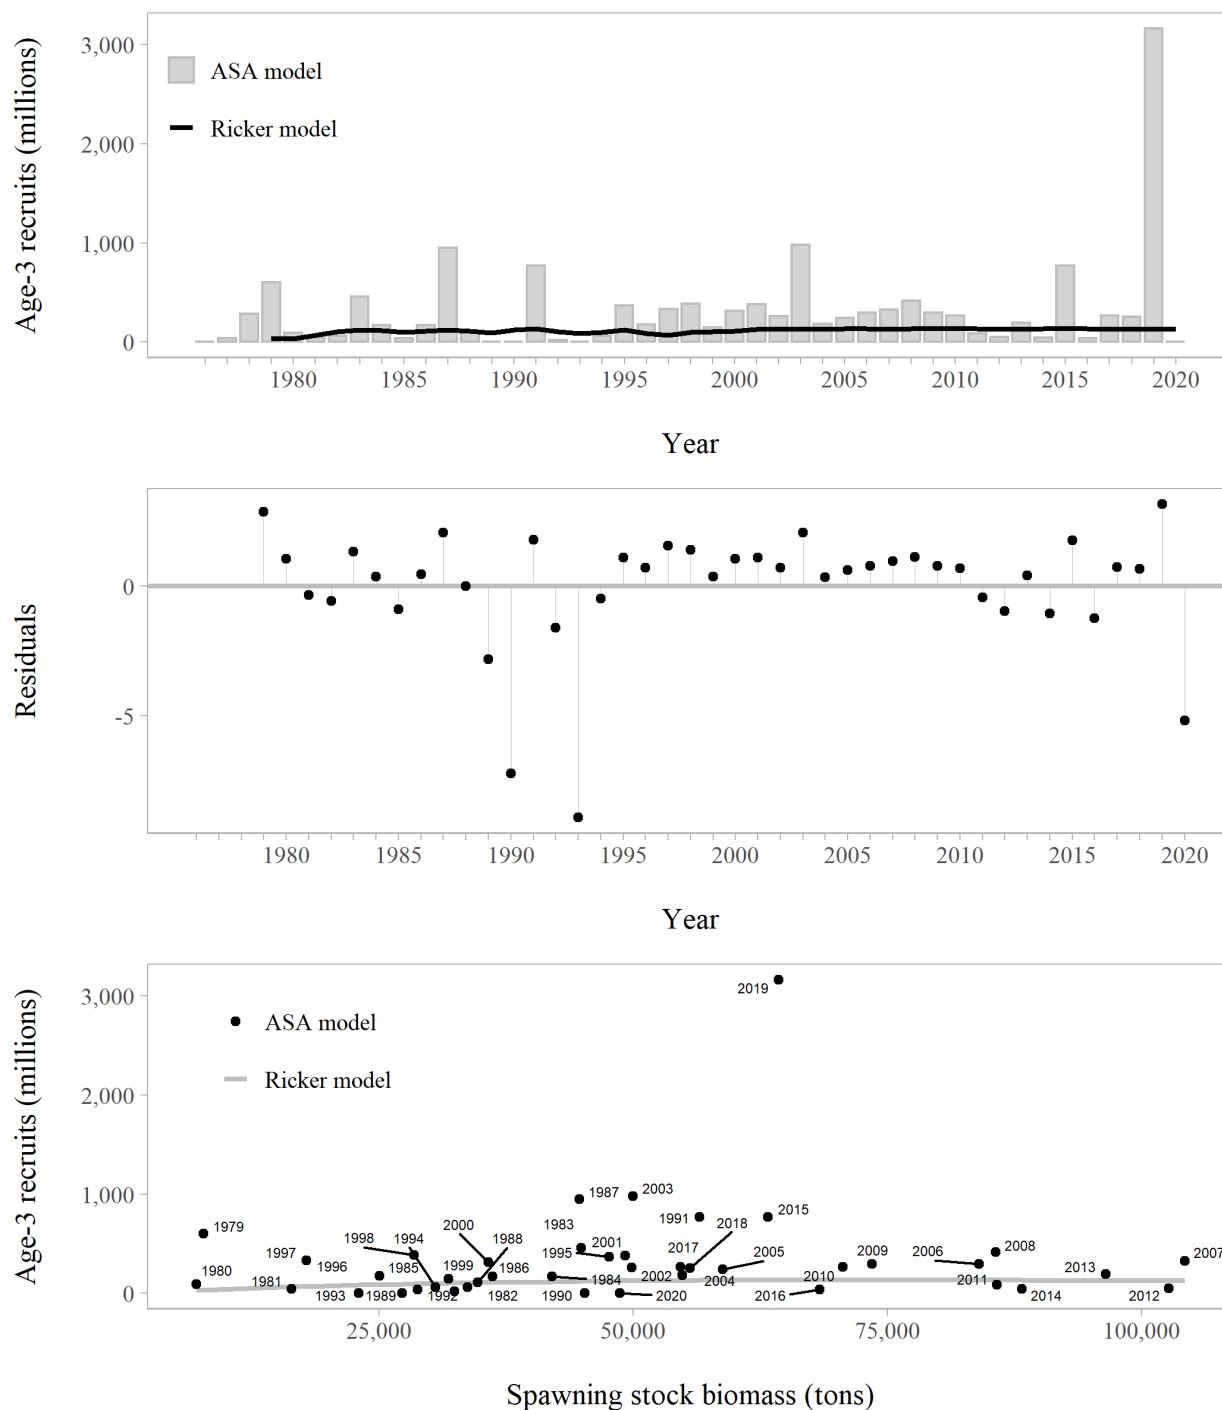 Age-3 recruits (millions)
3,000
2,000
1,000
0
ASA model
Ricker model
1980 1985 1990 1995 2000 2005 2010 2015 2020
Year
Residuals
0
-5
1980 1985 1990 1995 2000 2005 2010 2015 2020
Year
Age-3 recruits (millions)
3,000
2,000
1,000
0
ASA model
Ricker model
2019
1987 2003
1979 1983 1991 2015
2000 2018
1998 1994 1988
1997 1995 2001 2017 2009 2006 2008 2007
1996 1985 1999 1986 2002 2005
1980 1981 1984 2004 2010 2011 2013
1993 1989 1992 1982 1990 2020 2016 2014 2012
25,000 50,000 75,000 100,000
Spawning stock biomass (tons)